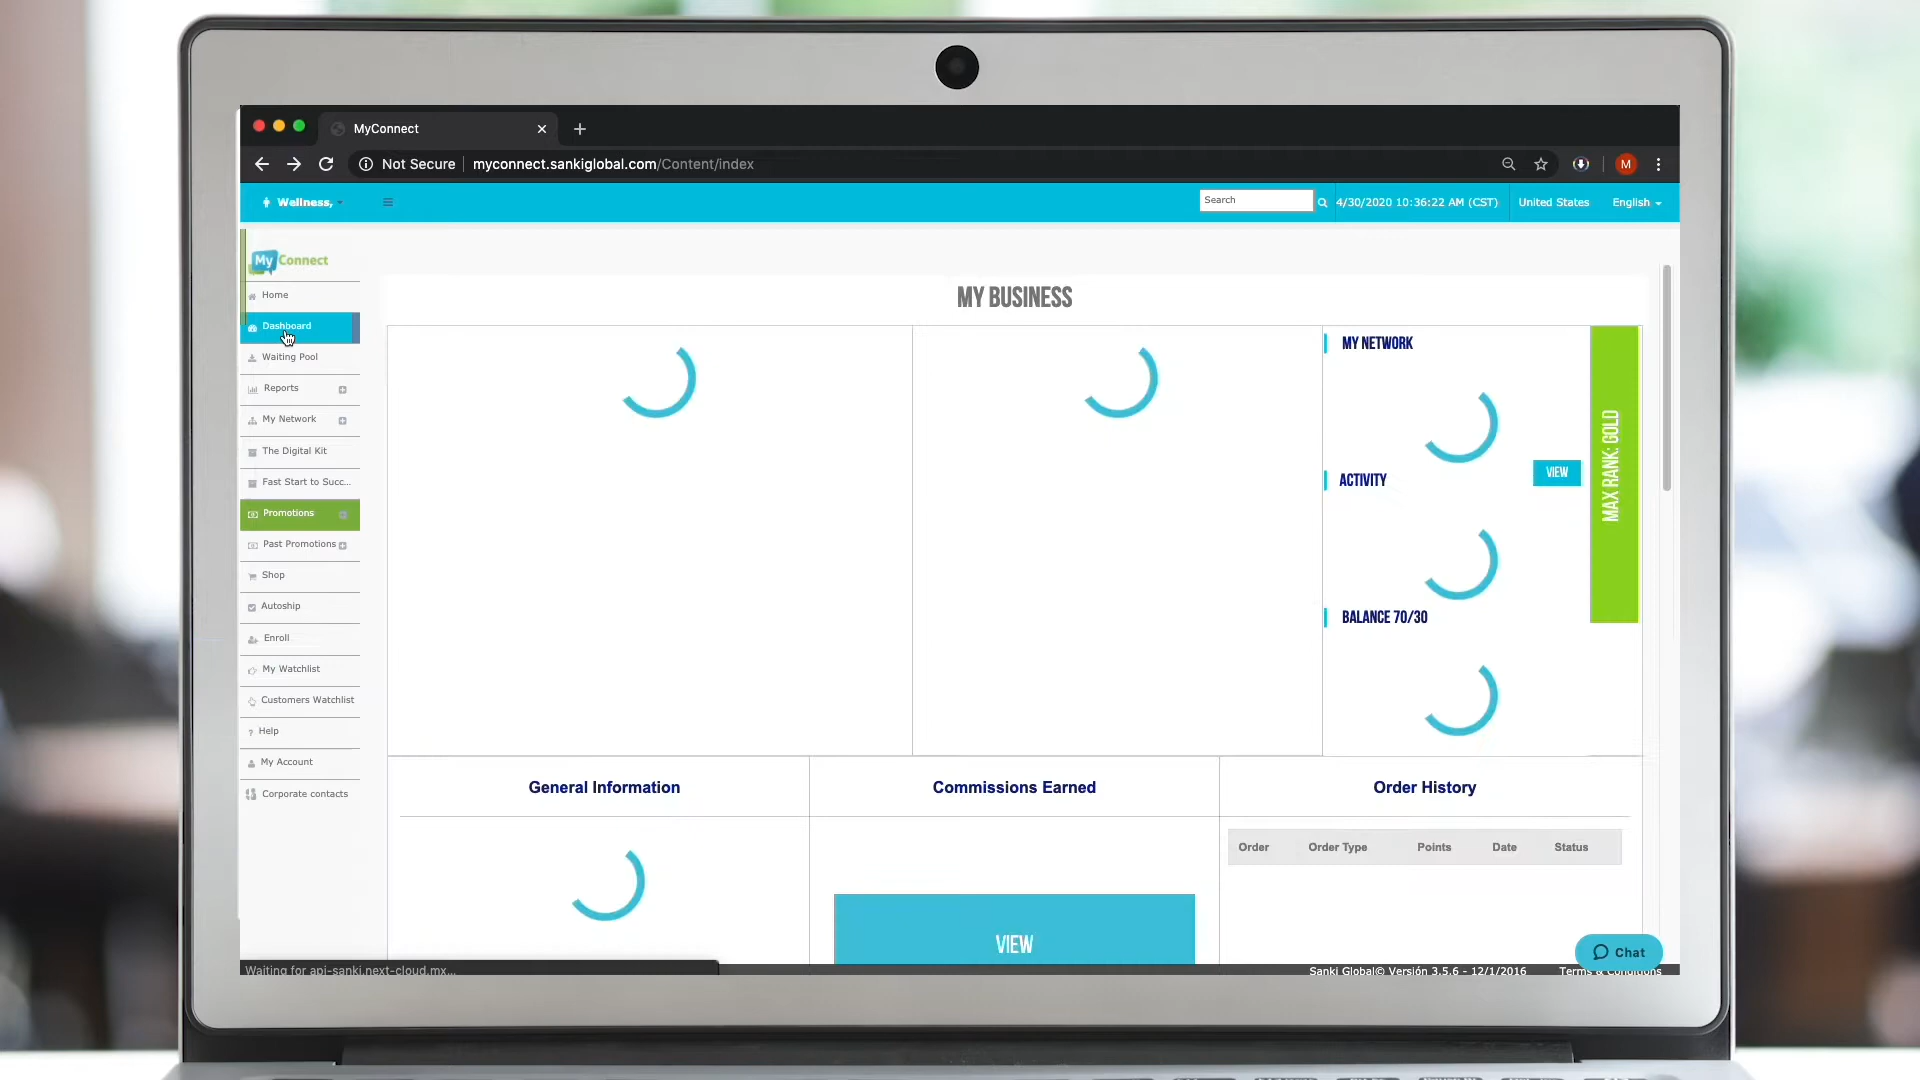 MyConnect
Not Secure
myconnect.sankiglobal.com/Content/index
M
Wellness,
Search
4/30/2020 10:36:22 AM (CST)
United States
English
My Connect
Home
Dashboard
Waiting Pool
Reports
My Network
The Digital Kit
Fast Start to Succ...
Promotions
Past Promotions
Shop
Autoship
Enroll
My Watchlist
Customers Watchlist
Help
My Account
Corporate contacts
MY BUSINESS
MY NETWORK
ACTIVITY
VIEW
BALANCE 70/30
MAX RANK: GOLD
General Information
Commissions Earned
VIEW
Order History
Order Order Type Points Date Status
Chat
Waiting for api-sanki.next-cloud.mx...
Sanki Global© Versión 3.5.6 - 12/1/2016
Terms & Conditions